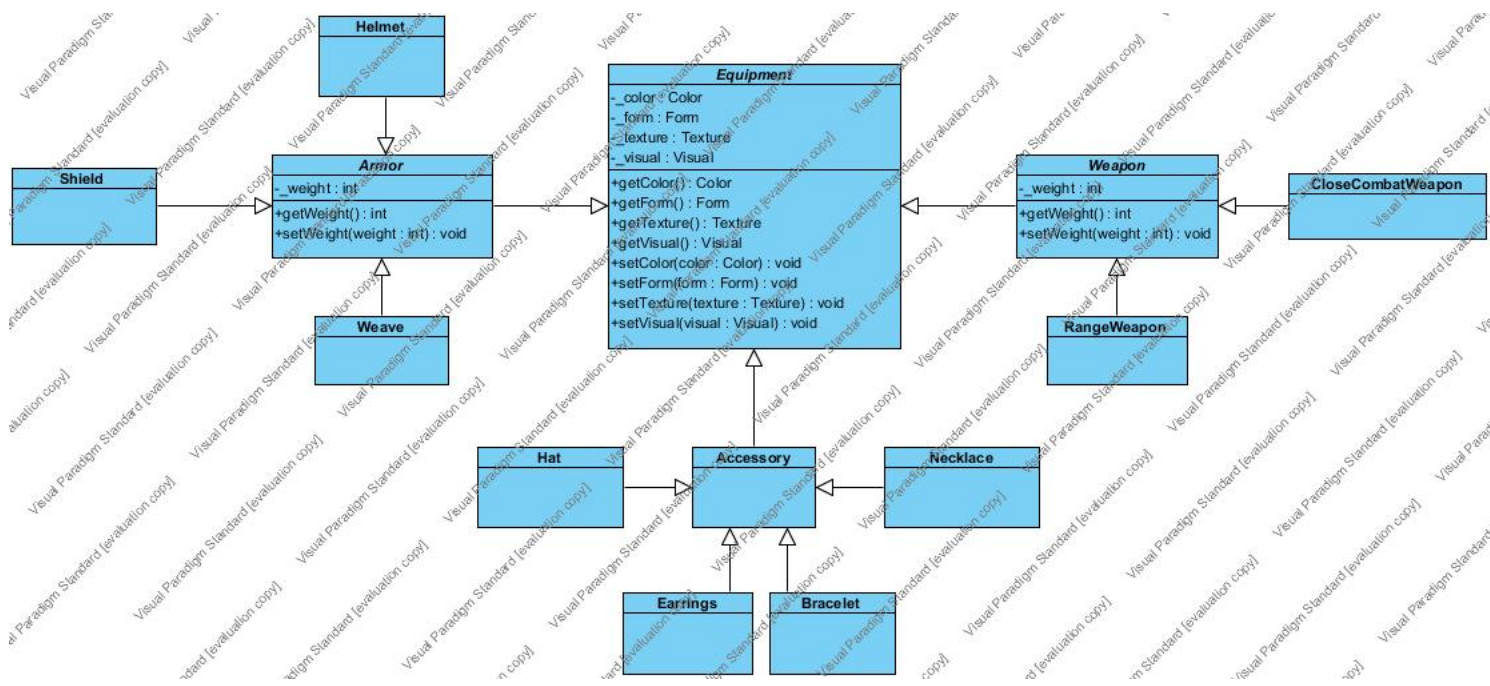 Helmet
Equipment
-_color : Color
-_form : Form
-_texture : Texture
-_visual : Visual
+getColor() : Color
+getForm() : Form
+getTexture() : Texture
+getVisual() : Visual
+setColor(color : Color) : void
+setForm(form : Form) : void
+setTexture(texture : Texture) : void
+setVisual(visual : Visual) : void
Shield
Armor
-_weight : int
+getWeight() : int
+setWeight(weight : int) : void
Weapon
-_weight : int
+getWeight() : int
+setWeight(weight : int) : void
CloseCombatWeapon
Weave
RangeWeapon
Hat
Accessory
Necklace
Earrings
Bracelet
Visual Paradigm Standard [evaluation copy]